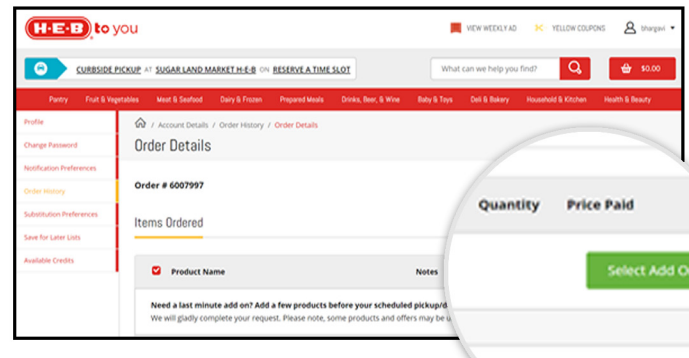 H-E-B to you
VIEW WEEKLY AD YELLOW COUPONS bhargavi
CURBSIDE PICKUP AT SUGAR LAND MARKET H-E-B ON RESERVE A TIME SLOT What can we help you find? $0.00
Pantry Fruit & Vegetables Meat & Seafood Dairy & Frozen Prepared Meals Drinks, Beer, & Wine Baby & Toys Deli & Bakery Household & Kitchen Health & Beauty
Profile
Change Password
Notification Preferences
Order History
Substitution Preferences
Save for Later Lists
Available Credits
/ Account Details / Order History / Order Details
Order Details
Order # 6007997
Items Ordered
Product Name Notes
Need a last minute add on? Add a few products before your scheduled pickup/d
We will gladly complete your request. Please note, some products and offers may be u
Quantity Price Paid
Select Add O